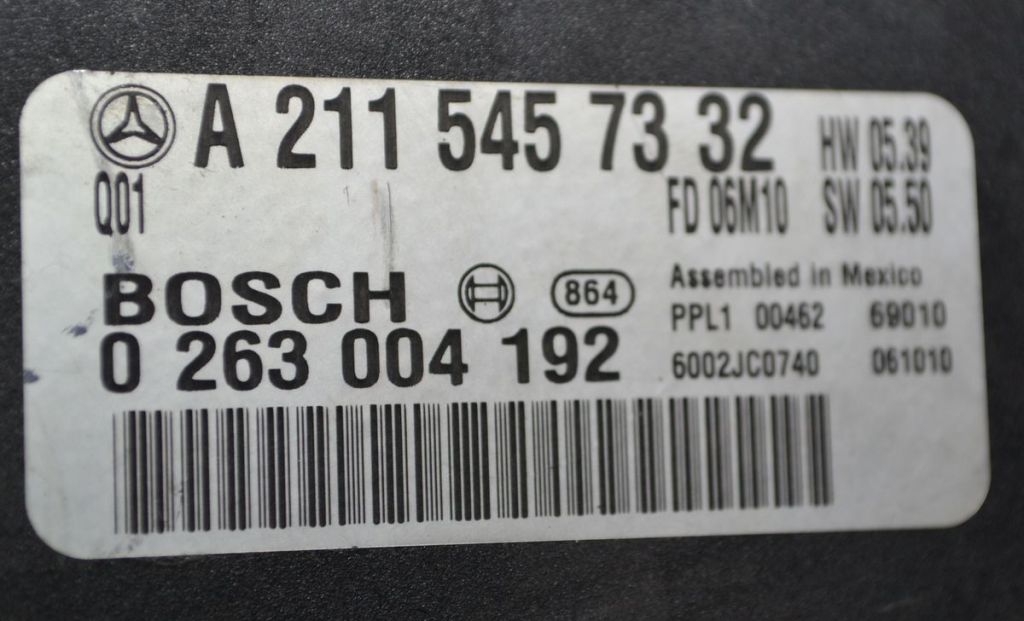 A 211 545 73 32 HW 05.39
Q01 FD 06M10 SW 05.50
BOSCH 864 Assembled in Mexico
PPL1 00462 69010
0 263 004 192 6002JC0740 061010